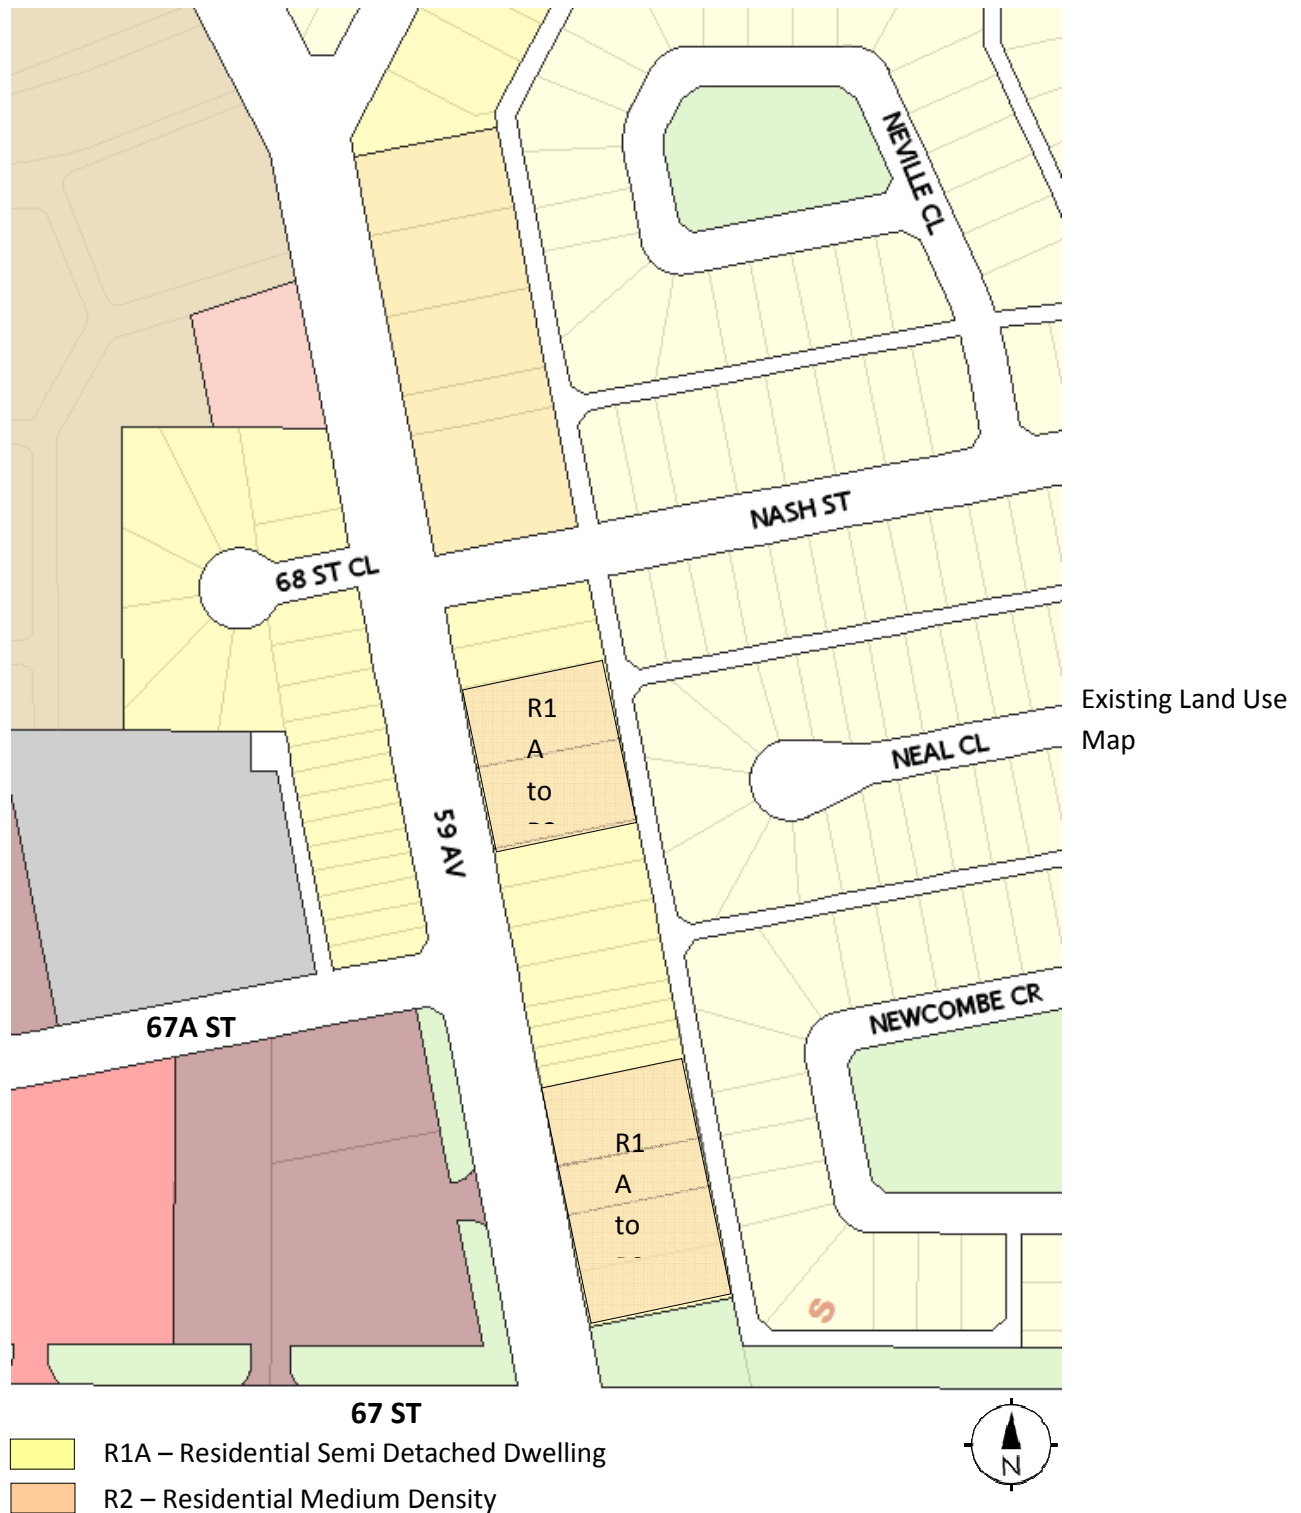 NEVILLE CL
NASH ST
68 ST CL
Existing Land Use
Map
R1
A
to
NEAL CL
59 AV
NEWCOMBE CR
67A ST
R1
A
to
S
67 ST
R1A – Residential Semi Detached Dwelling
N
R2 – Residential Medium Density